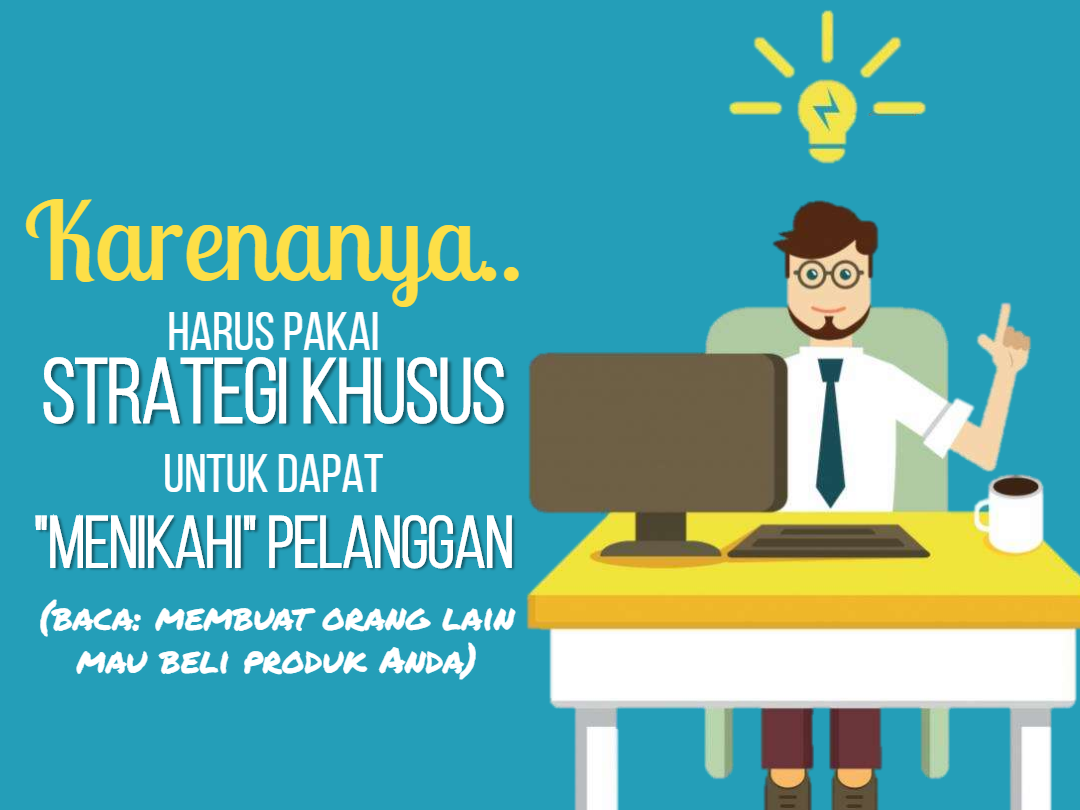 Karenanya..
HARUS PAKAI
STRATEGI KHUSUS
UNTUK DAPAT
"MENIKAHI" PELANGGAN
(BACA: MEMBUAT ORANG LAIN
MAU BELI PRODUK ANDA)